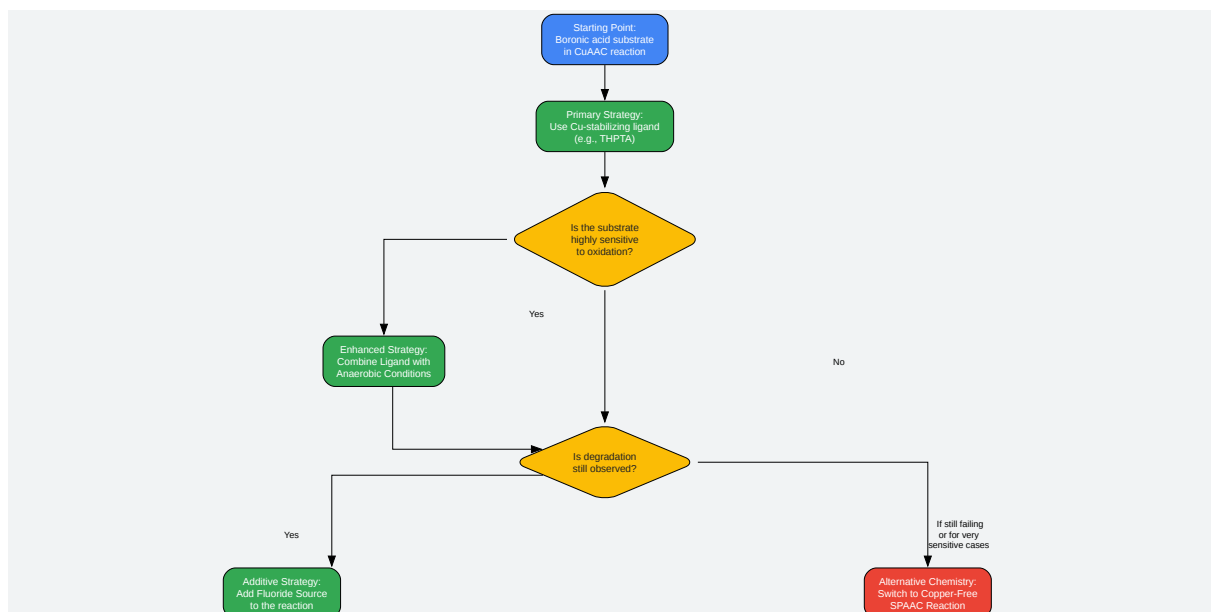 Starting Point:
Boronic acid substrate
in CuAAC reaction
Primary Strategy:
Use Cu-stabilizing ligand
(e.g., THPTA)
Is the substrate
highly sensitive
to oxidation?
Yes
Enhanced Strategy:
Combine Ligand with
Anaerobic Conditions
No
Is degradation
still observed?
Yes
If still failing
or for very
sensitive cases
Additive Strategy:
Add Fluoride Source
to the reaction
Alternative Chemistry:
Switch to Copper-Free
SPAAC Reaction